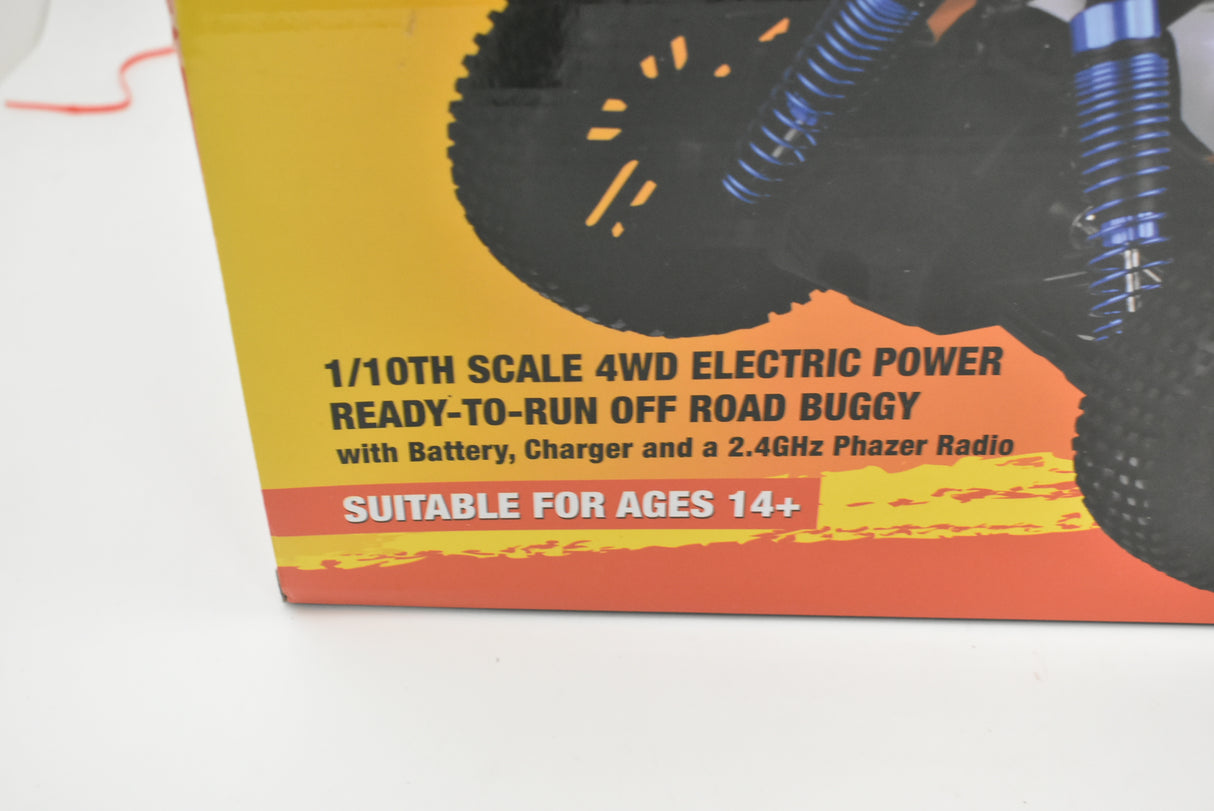 1/10TH SCALE 4WD ELECTRIC POWER
READY-TO-RUN OFF ROAD BUGGY
with Battery, Charger and a 2.4GHz Phazer Radio
SUITABLE FOR AGES 14+